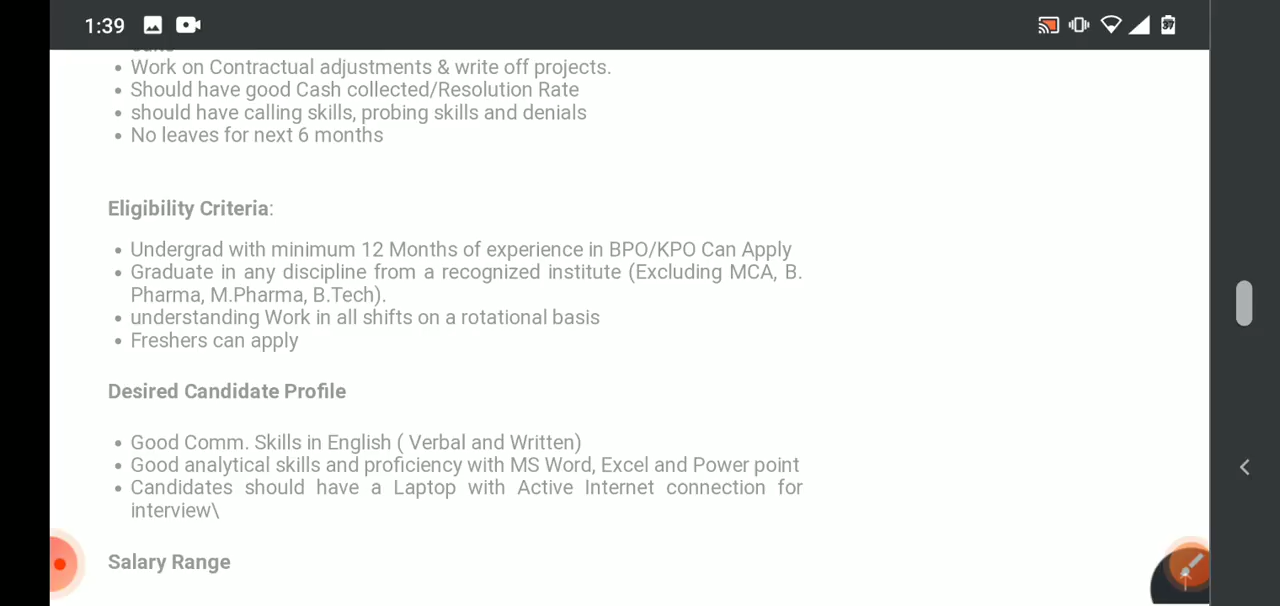 1:39
37
Work on Contractual adjustments & write off projects.
Should have good Cash collected/Resolution Rate
should have calling skills, probing skills and denials
No leaves for next 6 months
Eligibility Criteria:
Undergrad with minimum 12 Months of experience in BPO/KPO Can Apply
Graduate in any discipline from a recognized institute (Excluding MCA, B.
Pharma, M.Pharma, B.Tech).
understanding Work in all shifts on a rotational basis
Freshers can apply
Desired Candidate Profile
Good Comm. Skills in English ( Verbal and Written)
Good analytical skills and proficiency with MS Word, Excel and Power point
Candidates should have a Laptop with Active Internet connection for
interview\
Salary Range